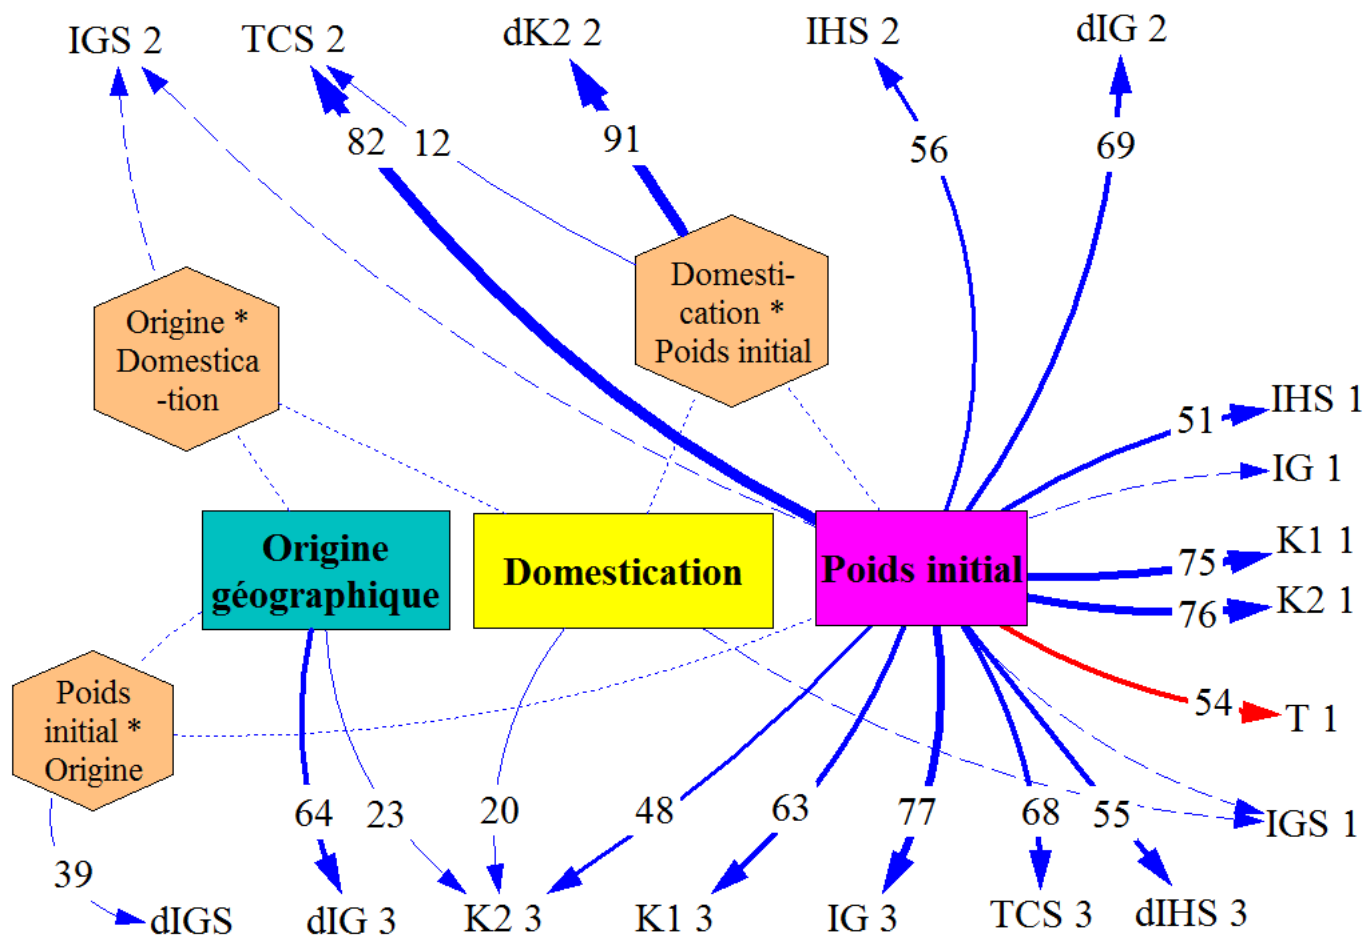 IGS 2
TCS 2
dK2 2
IHS 2
dIG 2
82
12
91
56
69
Origine *
Domestica
-tion
Domesti-
cation *
Poids initial
IHS 1
51
IG 1
Origine
géographique
Domestication
Poids initial
K1 1
75
K2 1
76
T 1
54
Poids
initial *
Origine
64
23
20
48
63
77
68
55
IGS 1
39
dIGS
dIG 3
K2 3
K1 3
IG 3
TCS 3
dIHS 3